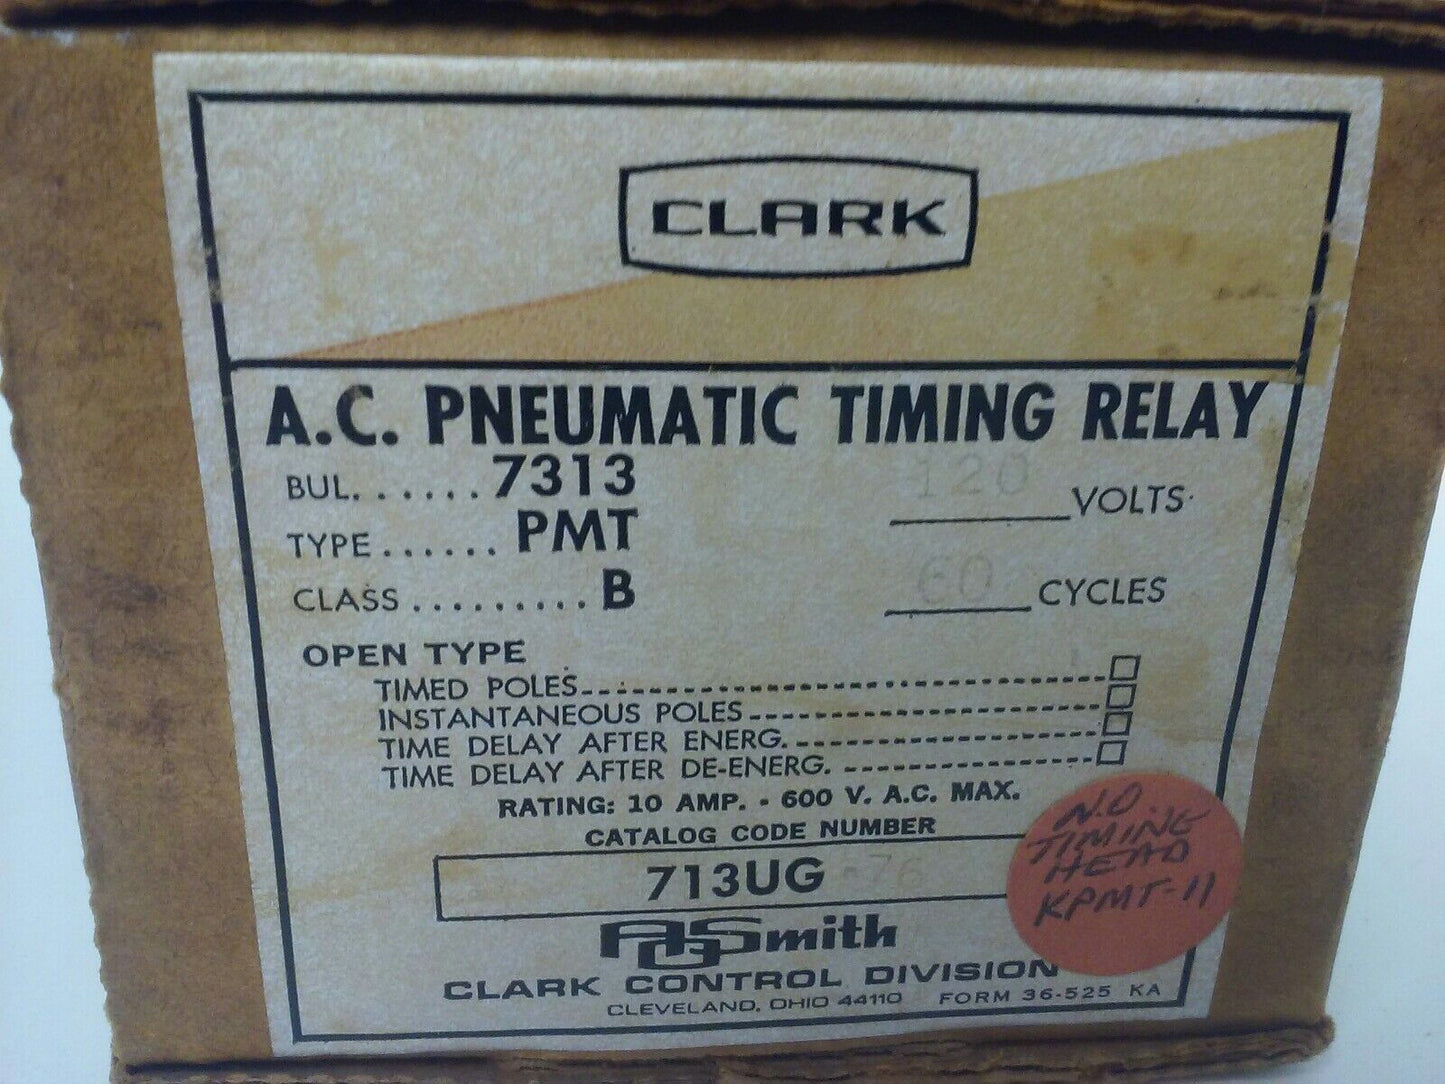 CLARK
A.C. PNEUMATIC TIMING RELAY
BUL. . . . . . . 7313
120 VOLTS
TYPE . . . . . . PMT
CLASS . . . . . . . . . . B
60 CYCLES
OPEN TYPE
TIMED POLES
INSTANTANEOUS POLES
TIME DELAY AFTER ENERG.
TIME DELAY AFTER DE-ENERG.
RATING: 10 AMP. - 600 V. A.C. MAX.
CATALOG CODE NUMBER
713UG-76
N.O.
TIMING
HEAD
KPMT-11
AOSmith
CLARK CONTROL DIVISION
CLEVELAND, OHIO 44110 FORM 36-525 KA